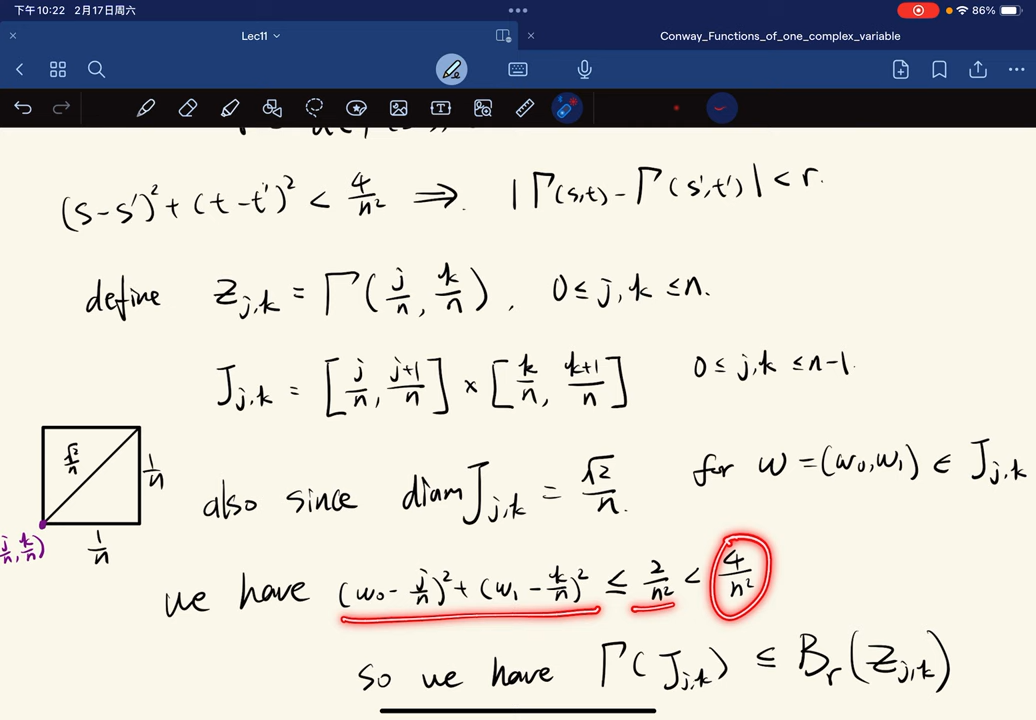 下午10:22 2月17日周六 86%
Lec11 Conway_Functions_of_one_complex_variable
(s-s')² + (t-t')² < 4/n² ⟹ |Γ(s,t) - Γ(s',t')| < r.
define Z_{j,k} = Γ(j/n, k/n), 0 ≤ j,k ≤ n.
J_{j,k} = [j/n, j+1/n] × [k/n, k+1/n] 0 ≤ j,k ≤ n-1.
√2/n
1/n
1/n
j/n, k/n)
also since diam J_{j,k} = √2/n. for w = (w₀,w₁) ∈ J_{j,k}
we have (w₀ - j/n)² + (w₁ - k/n)² ≤ 2/n² < 4/n²
so we have Γ(J_{j,k}) ⊆ B_r(Z_{j,k})